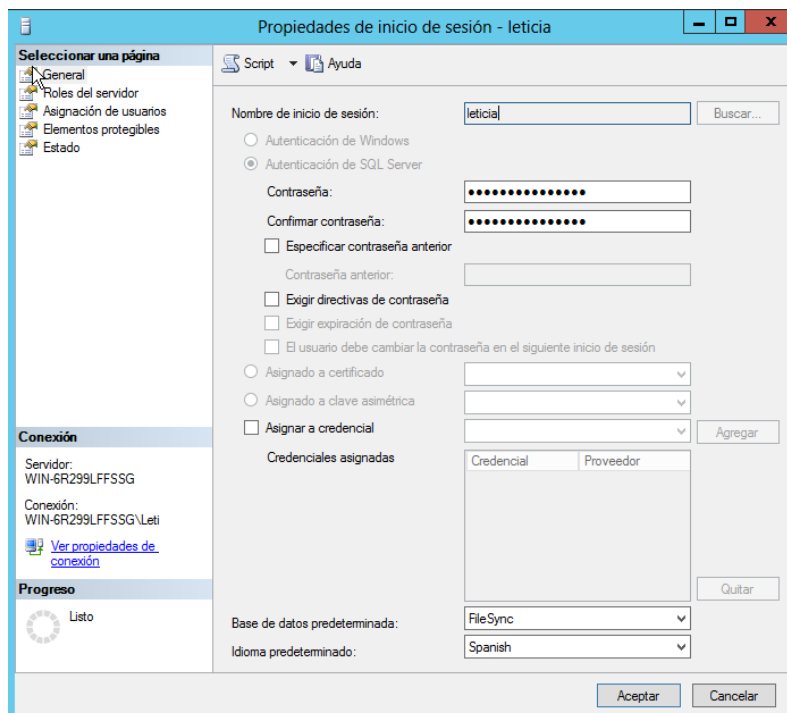 Propiedades de inicio de sesión - leticia
Seleccionar una página
General
Roles del servidor
Asignación de usuarios
Elementos protegibles
Estado
Conexión
Servidor:
WIN-6R299LFFSSG
Conexión:
WIN-6R299LFFSSG\Leti
Ver propiedades de
conexión
Progreso
Listo
Script
Ayuda
Nombre de inicio de sesión:
leticia
Buscar...
Autenticación de Windows
Autenticación de SQL Server
Contraseña:
●●●●●●●●●●●●●●●
Confirmar contraseña:
●●●●●●●●●●●●●●●
Especificar contraseña anterior
Contraseña anterior:
Exigir directivas de contraseña
Exigir expiración de contraseña
El usuario debe cambiar la contraseña en el siguiente inicio de sesión
Asignado a certificado
Asignado a clave asimétrica
Asignar a credencial
Agregar
Credenciales asignadas
Credencial Proveedor
Quitar
Base de datos predeterminada:
FileSync
Idioma predeterminado:
Spanish
Aceptar
Cancelar